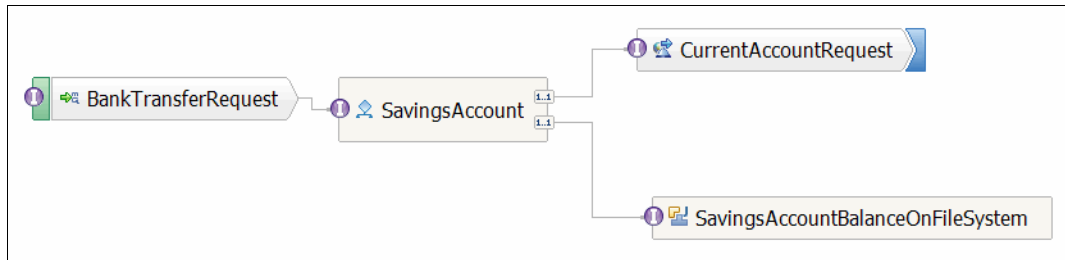 CurrentAccountRequest
BankTransferRequest
SavingsAccount
1..1
1..1
SavingsAccountBalanceOnFileSystem